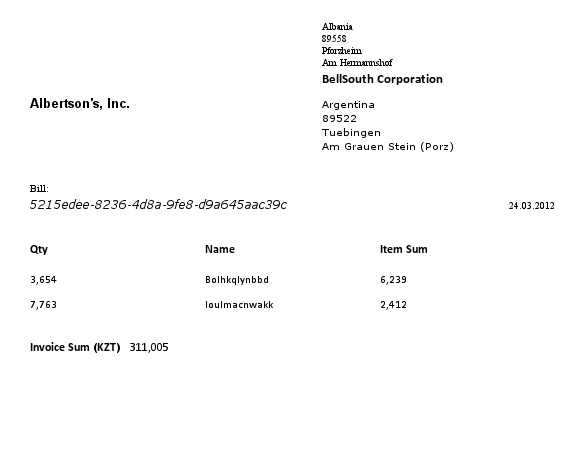 Albania
89558
Pforzheim
Am Hermannshof
BellSouth Corporation
Albertson's, Inc.
Argentina
89522
Tuebingen
Am Grauen Stein (Porz)
Bill:
5215edee-8236-4d8a-9fe8-d9a645aac39c
24.03.2012
Qty Name Item Sum
3,654 Bolhkqlynbbd 6,239
7,763 Ioulmacnwakk 2,412
Invoice Sum (KZT) 311,005